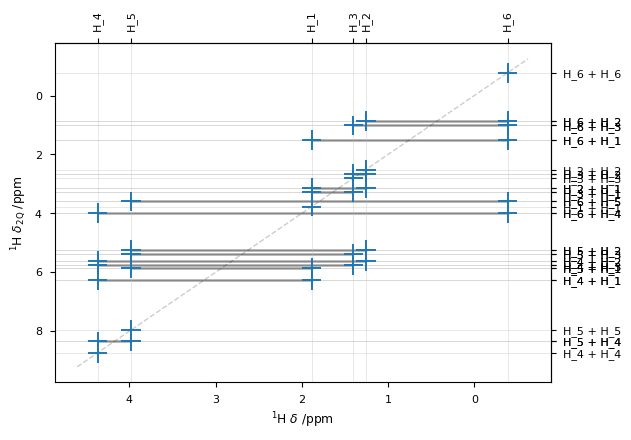 H_4
H_5
H_1
H_3
H_2
H_6
H_6 + H_6
H_6 + H_2
H_6 + H_3
H_6 + H_1
H_2 + H_2
H_3 + H_3
H_2 + H_1
H_6 + H_5
H_6 + H_4
H_5 + H_2
H_4 + H_1
H_5 + H_5
H_5 + H_4
H_4 + H_4
0
2
4
6
8
¹H δ₂Q /ppm
4
3
2
1
0
¹H δ /ppm